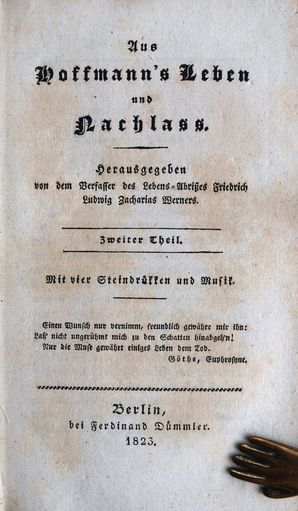 Aus
Hoffmann's Leben
und
Nachlass.
Herausgegeben
von dem Verfasser des Lebens-Abrißes Friedrich
Ludwig Zacharias Werners.
Zweiter Theil.
Mit vier Steindrükken und Musik.
Einen Wunsch nur vernimm, freundlich gewähre mir ihn:
Laß' nicht ungerühmt mich zu den Schatten hinabgeh'n!
Nur die Muse gewährt einiges Leben dem Tod.
Göthe, Euphrosyne.
Berlin,
bei Ferdinand Dümmler.
1823.